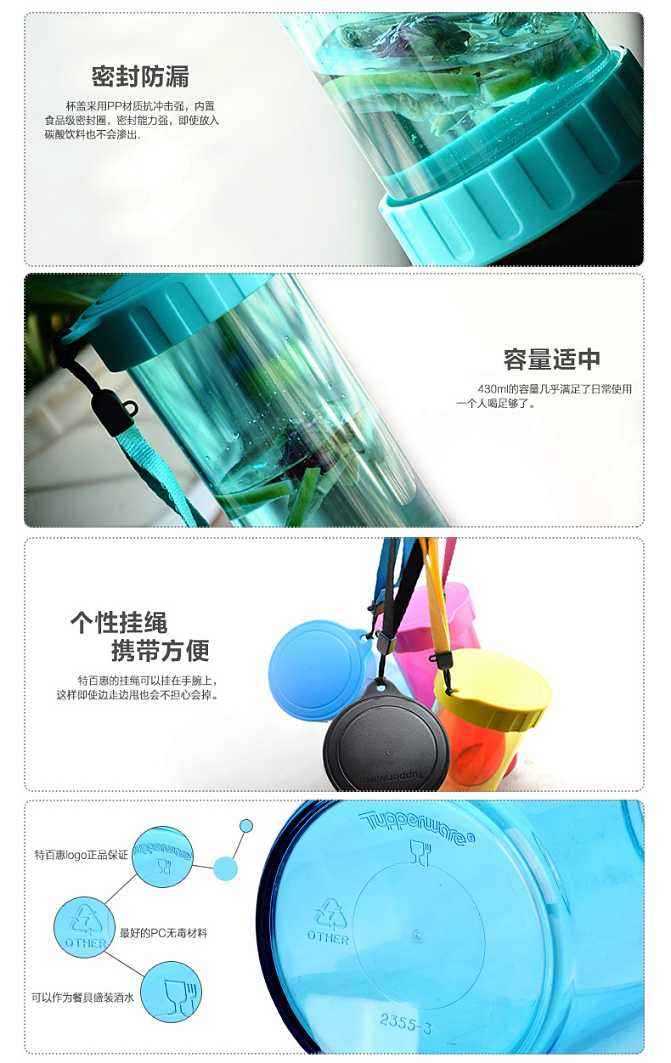 密封防漏
杯盖采用PP材质抗冲击强，内置
食品级密封圈，密封能力强，即使放入
碳酸饮料也不会渗出.
容量适中
430ml的容量几乎满足了日常使用
一个人喝足够了。
个性挂绳
携带方便
特百惠的挂绳可以挂在手腕上，
这样即使边走边甩也会不担心会掉。
Tupperware
Tupperware
特百惠logo正品保证
Tupperware
7
OTHER
最好的PC无毒材料
7
OTHER
可以作为餐具盛装酒水
2355-3